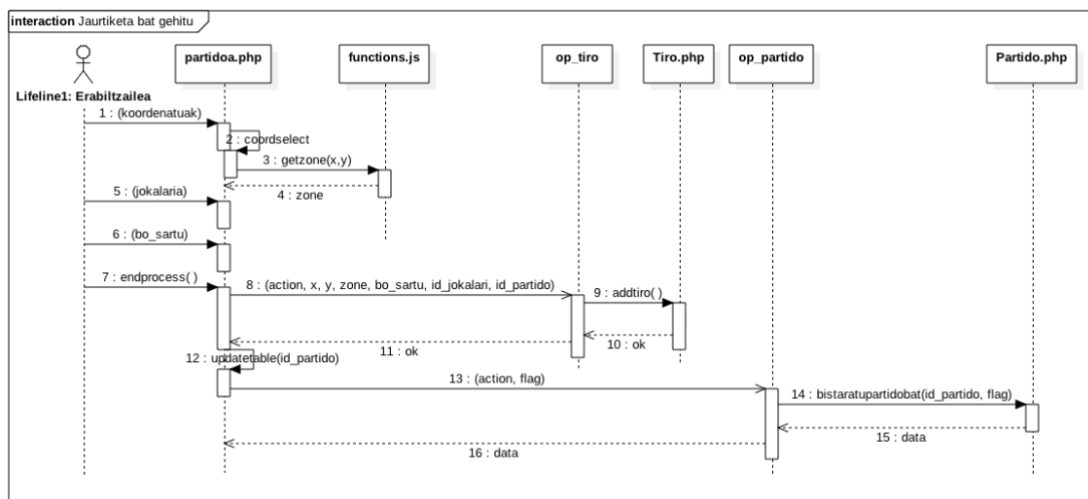 interaction Jaurtiketa bat gehitu
partidoa.php
functions.js
op_tiro
Tiro.php
op_partido
Partido.php
Lifeline1: Erabiltzailea
1 : (koordenatuak)
2 : coordselect
3 : getzone(x,y)
4 : zone
5 : (jokalaria)
6 : (bo_sartu)
7 : endprocess( )
8 : (action, x, y, zone, bo_sartu, id_jokalari, id_partido)
9 : addtiro( )
10 : ok
11 : ok
12 : updatetable(id_partido)
13 : (action, flag)
14 : bistaratupartidobat(id_partido, flag)
15 : data
16 : data